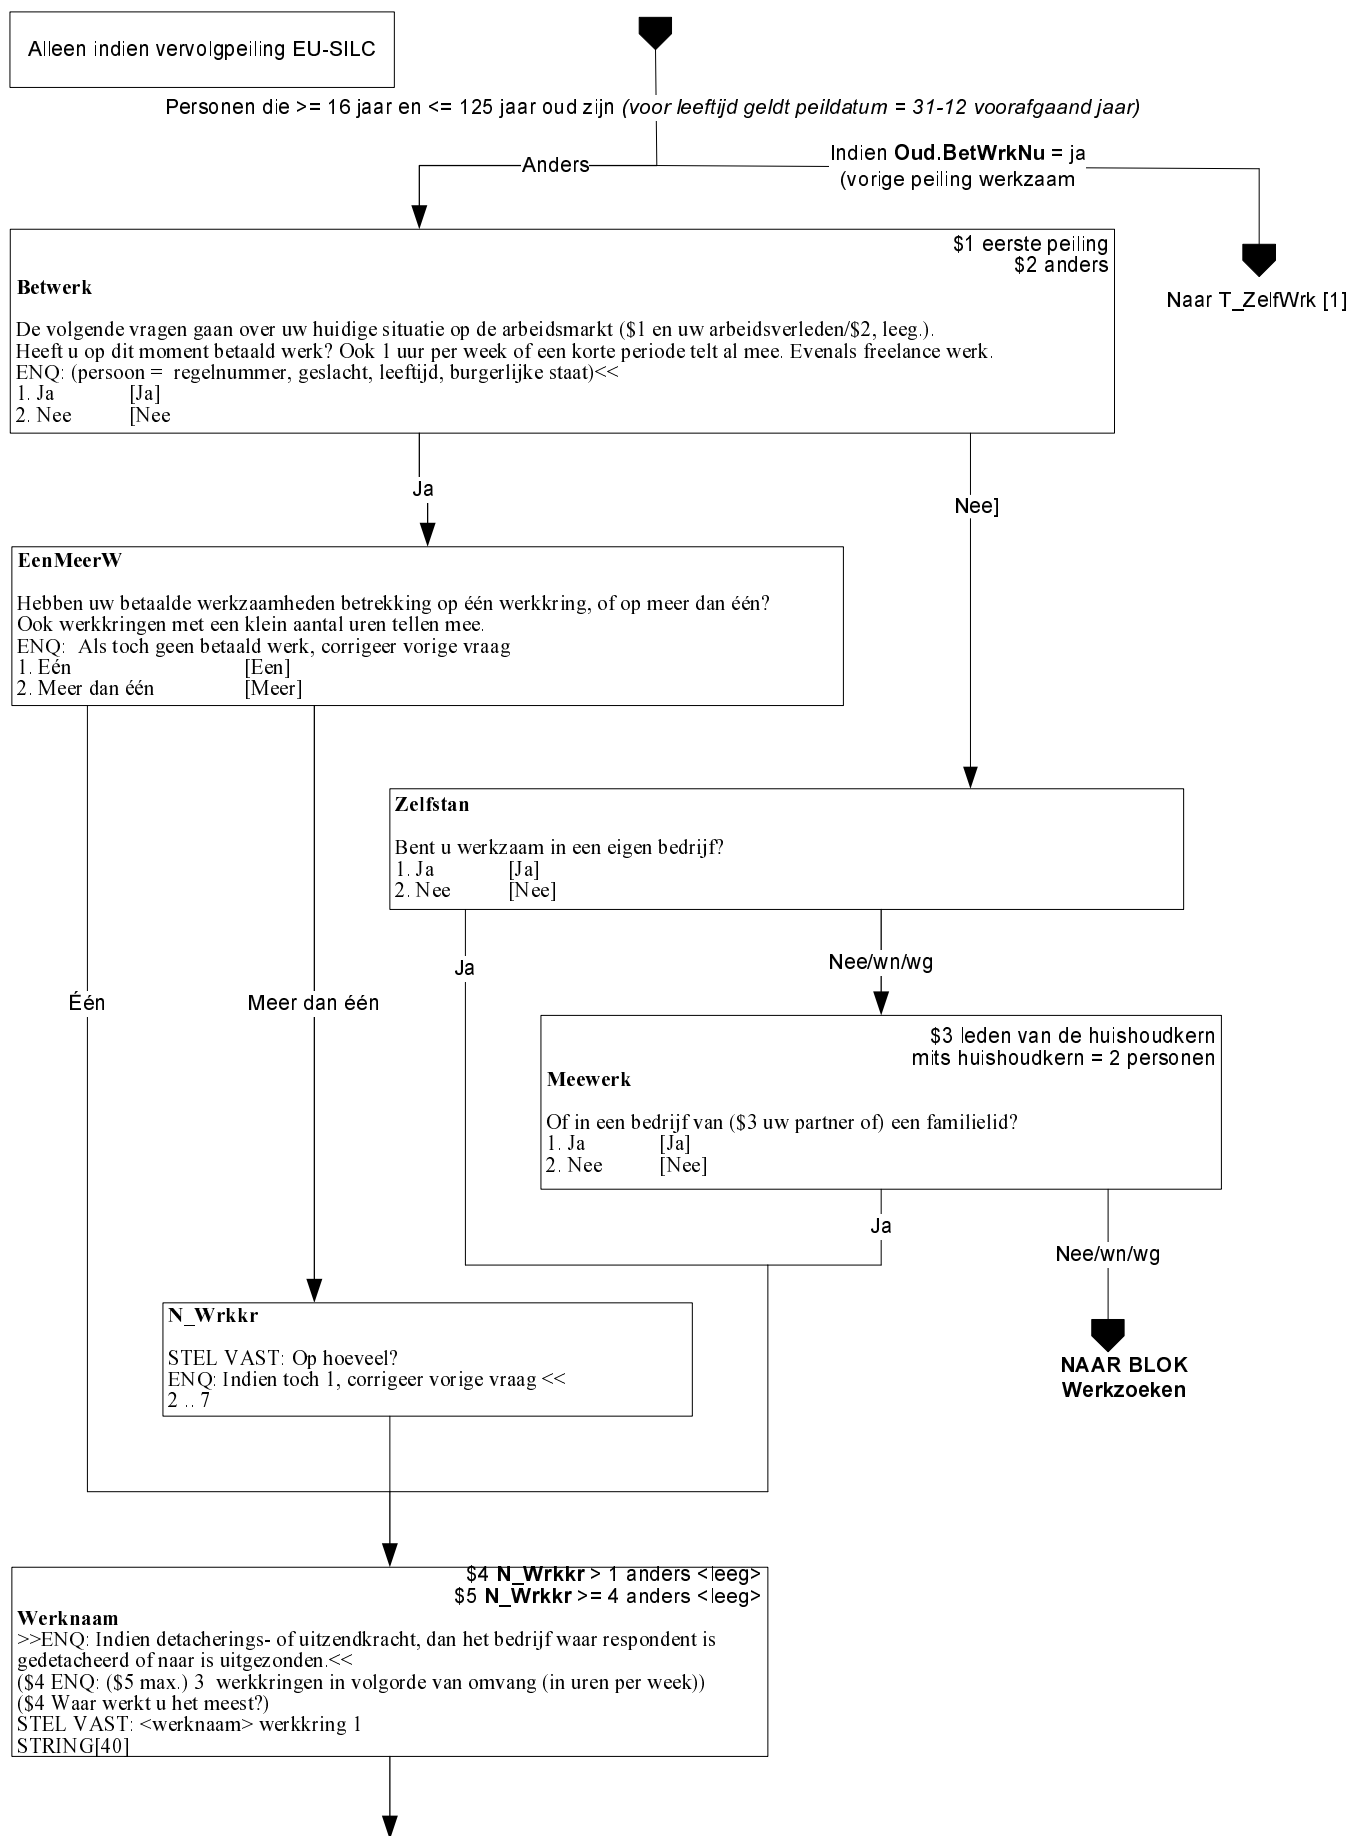 Alleen indien vervolgpeiling EU-SILC
Personen die >= 16 jaar en <= 125 jaar oud zijn (voor leeftijd geldt peildatum = 31-12 voorafgaand jaar)
Anders
Indien Oud.BetWrkNu = ja
(vorige peiling werkzaam
Naar T_ZelfWrk [1]
$1 eerste peiling
$2 anders
Betwerk
De volgende vragen gaan over uw huidige situatie op de arbeidsmarkt ($1 en uw arbeidsverleden/$2, leeg.).
Heeft u op dit moment betaald werk? Ook 1 uur per week of een korte periode telt al mee. Evenals freelance werk.
ENQ: (persoon = regelnummer, geslacht, leeftijd, burgerlijke staat)<<
1. Ja [Ja]
2. Nee [Nee
Ja
Nee]
EenMeerW
Hebben uw betaalde werkzaamheden betrekking op één werkkring, of op meer dan één?
Ook werkkringen met een klein aantal uren tellen mee.
ENQ: Als toch geen betaald werk, corrigeer vorige vraag
1. Eén [Een]
2. Meer dan één [Meer]
Zelfstan
Bent u werkzaam in een eigen bedrijf?
1. Ja [Ja]
2. Nee [Nee]
Ja
Nee/wn/wg
Één
Meer dan één
$3 leden van de huishoudkern
mits huishoudkern = 2 personen
Meewerk
Of in een bedrijf van ($3 uw partner of) een familielid?
1. Ja [Ja]
2. Nee [Nee]
Ja
Nee/wn/wg
NAAR BLOK
Werkzoeken
N_Wrkkr
STEL VAST: Op hoeveel?
ENQ: Indien toch 1, corrigeer vorige vraag <<
2 .. 7
$4 N_Wrkkr > 1 anders <leeg>
$5 N_Wrkkr >= 4 anders <leeg>
Werknaam
>>ENQ: Indien detacherings- of uitzendkracht, dan het bedrijf waar respondent is
gedetacheerd of naar is uitgezonden.<<
($4 ENQ: ($5 max.) 3 werkkringen in volgorde van omvang (in uren per week))
($4 Waar werkt u het meest?)
STEL VAST: <werknaam> werkkring 1
STRING[40]